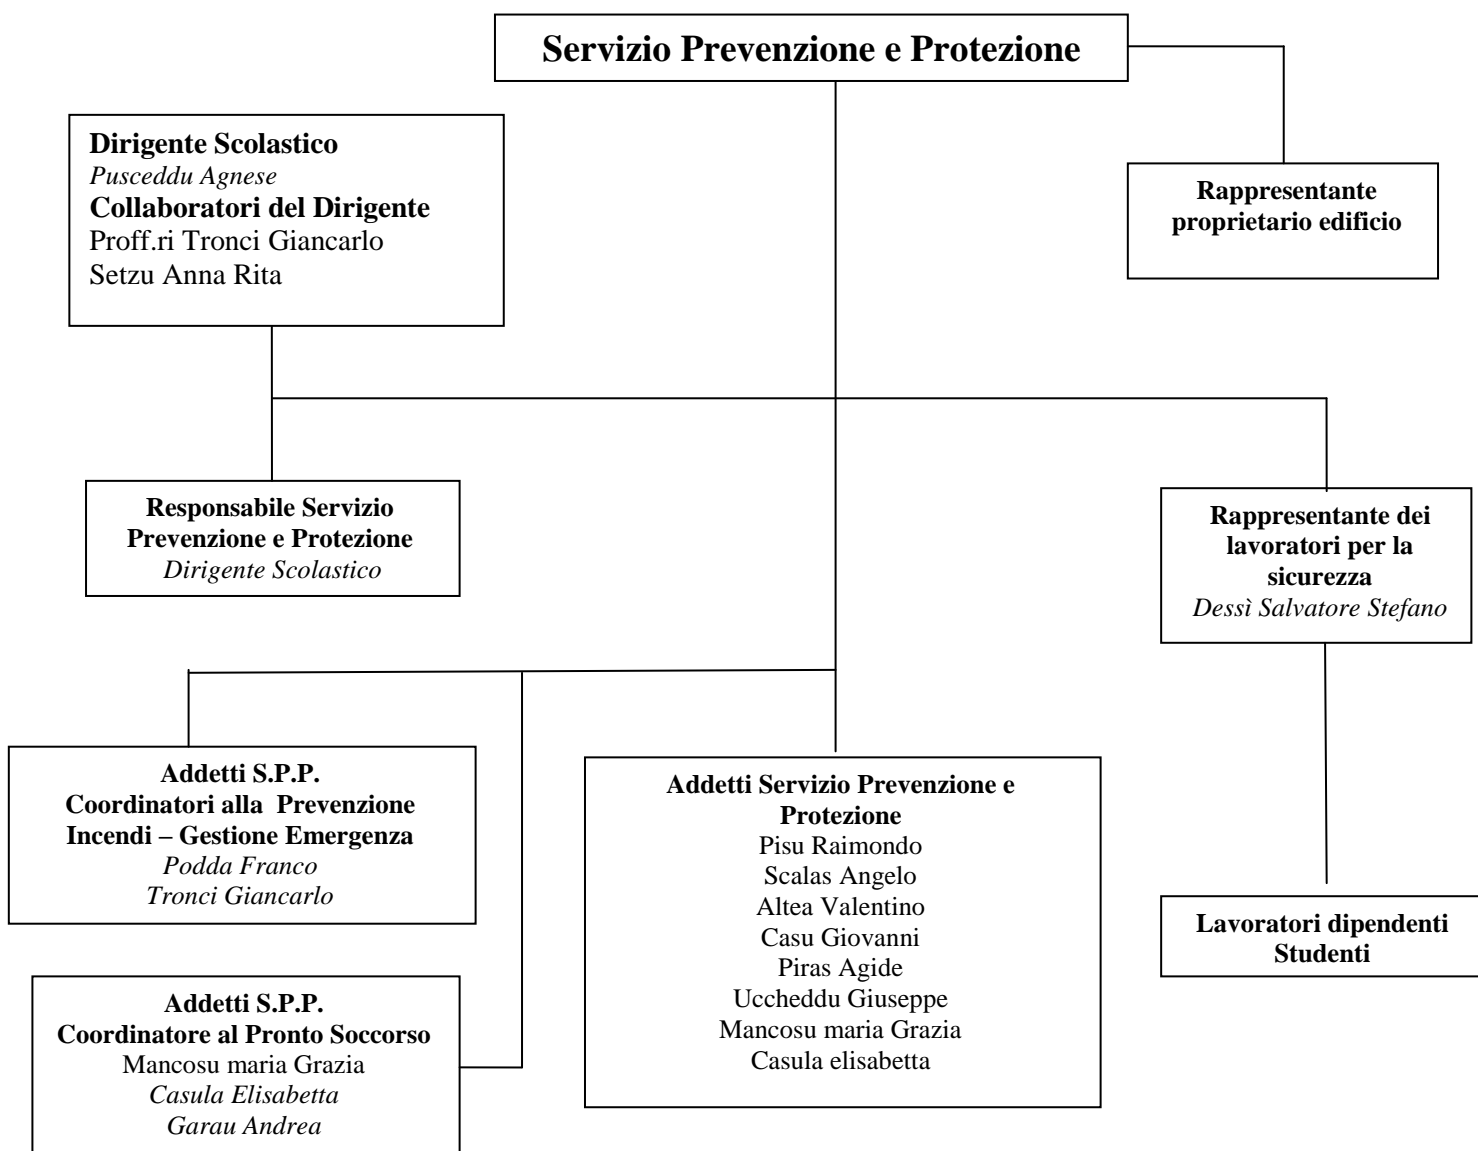 Servizio Prevenzione e Protezione
Dirigente Scolastico
Pusceddu Agnese
Collaboratori del Dirigente
Proff.ri Tronci Giancarlo
Setzu Anna Rita
Rappresentante
proprietario edificio
Responsabile Servizio
Prevenzione e Protezione
Dirigente Scolastico
Rappresentante dei
lavoratori per la
sicurezza
Dessì Salvatore Stefano
Addetti S.P.P.
Coordinatori alla  Prevenzione
Incendi – Gestione Emergenza
Podda Franco
Tronci Giancarlo
Addetti Servizio Prevenzione e
Protezione
Pisu Raimondo
Scalas Angelo
Altea Valentino
Casu Giovanni
Piras Agide
Uccheddu Giuseppe
Mancosu maria Grazia
Casula elisabetta
Lavoratori dipendenti
Studenti
Addetti S.P.P.
Coordinatore al Pronto Soccorso
Mancosu maria Grazia
Casula Elisabetta
Garau Andrea